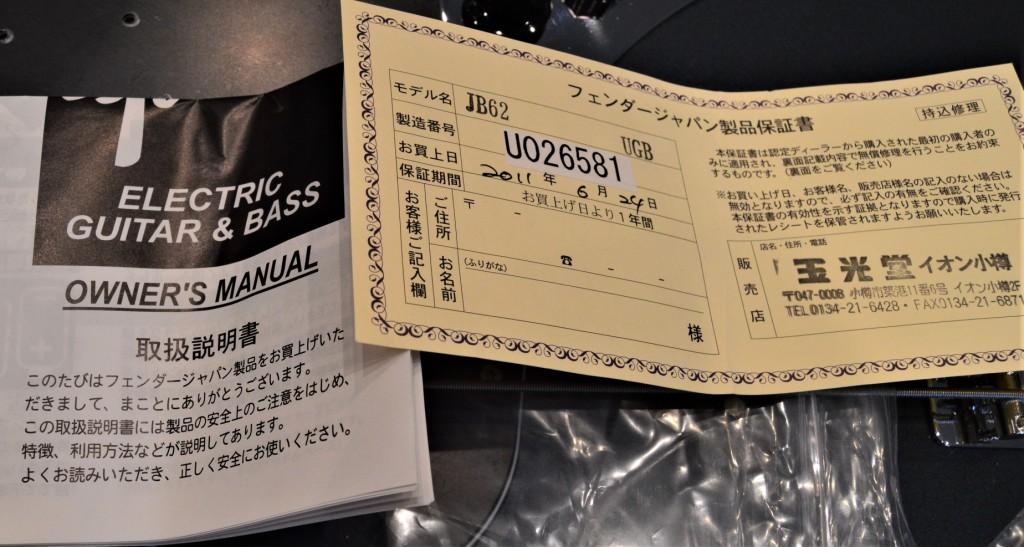 ELECTRIC
GUITAR & BASS
OWNER'S MANUAL
取扱説明書
このたびはフェンダージャパン製品をお買上げいた
だきまして、まことにありがとうございます。
この取扱説明書には製品の安全上のご注意をはじめ、
特徴、利用方法などが説明してあります。
よくお読みいただき、正しく安全にお使いください。
フェンダージャパン製品保証書
持込修理
モデル名 JB62 UGB
製造番号 U026581
お買上日 2011年 6月 24日
保証期間 お買上げ日より1年間
お客様ご記入欄
ご住所 〒 -
☎ - -
お名前 (ふりがな)
様
本保証書は認定ディーラーから購入された最初の購入者の
みに適用され、裏面記載内容で無償修理を行うことをお約束
するものです。(裏面をご覧ください)
※お買い上げ日、お客様名、販売店様名の記入のない場合は
無効となりますので、必ず記入の有無をご確認ください。
本保証書の有効性を示す証拠となりますので購入時に発行
されたレシートを保管されますようお願いいたします。
販売店
店名・住所・電話
玉光堂 イオン小樽
〒047-0008 小樽市築港11番6号 イオン小樽2F
TEL0134-21-6428・FAX0134-21-6871